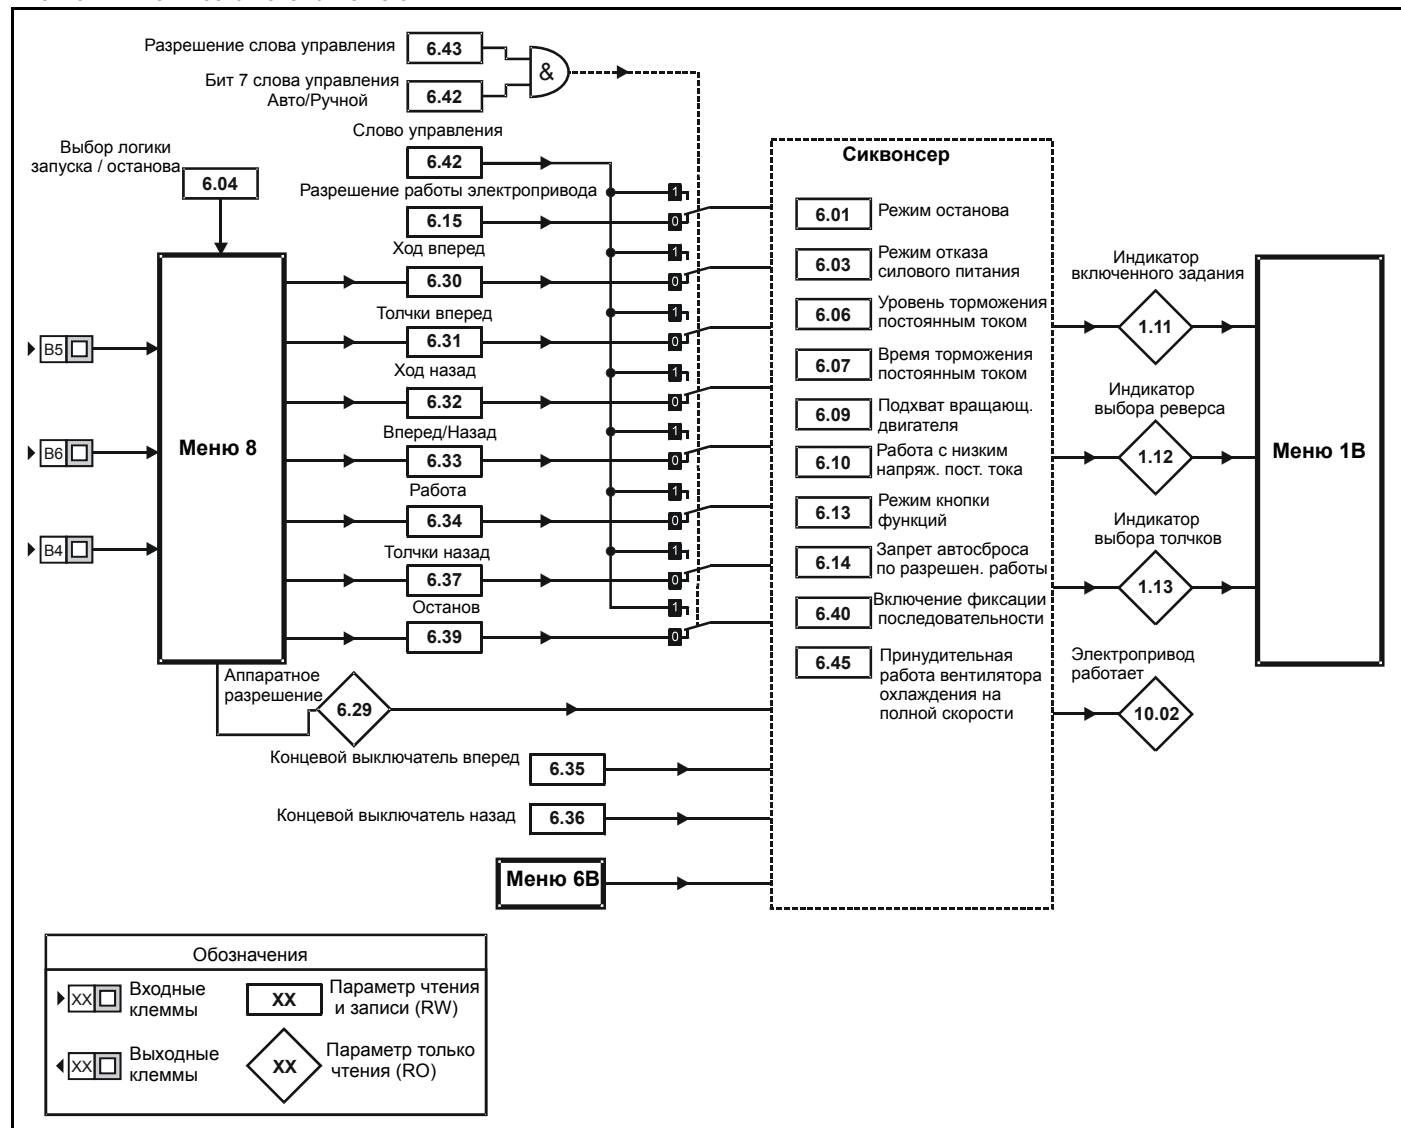 Разрешение слова управления
6.43
&
Бит 7 слова управления
Авто/Ручной
6.42
Слово управления
6.42
Выбор логики
запуска / останова
6.04
Разрешение работы электропривода
6.15
1
0
Ход вперед
6.30
1
0
Толчки вперед
6.31
1
0
Ход назад
6.32
1
0
Вперед/Назад
6.33
1
0
Работа
6.34
1
0
Толчки назад
6.37
1
0
Останов
6.39
1
0
B5
B6
B4
Меню 8
Аппаратное
разрешение
6.29
Концевой выключатель вперед
6.35
Концевой выключатель назад
6.36
Меню 6B
Сиквонсер
6.01
Режим останова
6.03
Режим отказа
силового питания
6.06
Уровень торможения
постоянным током
6.07
Время торможения
постоянным током
6.09
Подхват вращающ.
двигателя
6.10
Работа с низким
напряж. пост. тока
6.13
Режим кнопки
функций
6.14
Запрет автосброса
по разрешен. работы
6.40
Включение фиксации
последовательности
6.45
Принудительная
работа вентилятора
охлаждения на
полной скорости
Индикатор
включенного задания
1.11
Индикатор
выбора реверса
1.12
Индикатор
выбора толчков
1.13
Электропривод
работает
10.02
Меню 1B
Обозначения
XX
Входные
клеммы
XX
Параметр чтения
и записи (RW)
XX
Выходные
клеммы
XX
Параметр только
чтения (RO)